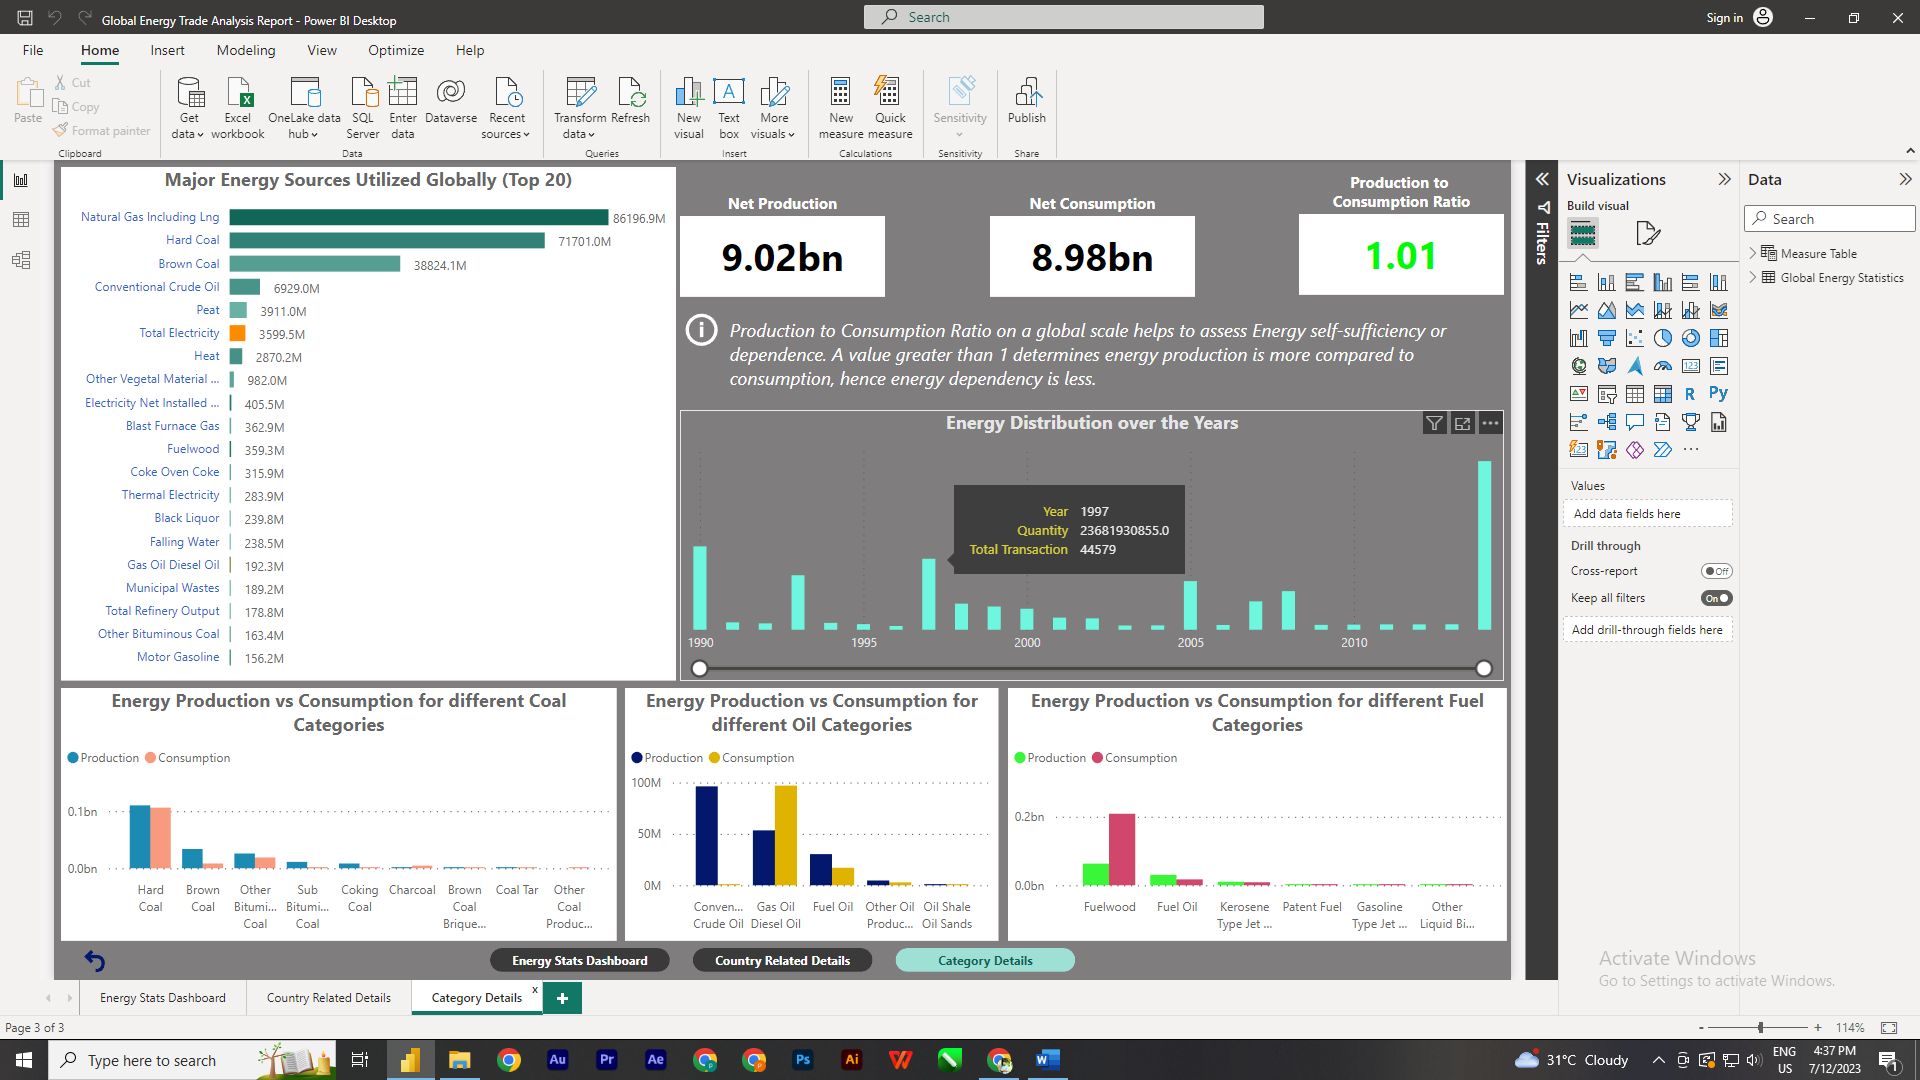 Global Energy Trade Analysis Report - Power BI Desktop
Search
Sign in
File Home Insert Modeling View Optimize Help
Paste
Cut
Copy
Format painter
Clipboard
Get data
Excel workbook
OneLake data hub
SQL Server
Enter data
Dataverse
Recent sources
Data
Transform data
Refresh
Queries
New visual
Text box
More visuals
Insert
New measure
Quick measure
Calculations
Sensitivity
Sensitivity
Publish
Share
Major Energy Sources Utilized Globally (Top 20)
Natural Gas Including Lng 86196.9M
Hard Coal 71701.0M
Brown Coal 38824.1M
Conventional Crude Oil 6929.0M
Peat 3911.0M
Total Electricity 3599.5M
Heat 2870.2M
Other Vegetal Material ... 982.0M
Electricity Net Installed ... 405.5M
Blast Furnace Gas 362.9M
Fuelwood 359.3M
Coke Oven Coke 315.9M
Thermal Electricity 283.9M
Black Liquor 239.8M
Falling Water 238.5M
Gas Oil Diesel Oil 192.3M
Municipal Wastes 189.2M
Total Refinery Output 178.8M
Other Bituminous Coal 163.4M
Motor Gasoline 156.2M
Net Production
9.02bn
Net Consumption
8.98bn
Production to
Consumption Ratio
1.01
Production to Consumption Ratio on a global scale helps to assess Energy self-sufficiency or
dependence. A value greater than 1 determines energy production is more compared to
consumption, hence energy dependency is less.
Energy Distribution over the Years
Year 1997
Quantity 23681930855.0
Total Transaction 44579
1990 1995 2000 2005 2010
Energy Production vs Consumption for different Coal
Categories
Production Consumption
0.1bn
0.0bn
Hard Coal
Brown Coal
Other Bitumi... Coal
Sub Bitumi... Coal
Coking Coal
Charcoal
Brown Coal Brique...
Coal Tar
Other Coal Produc...
Energy Production vs Consumption for
different Oil Categories
Production Consumption
100M
50M
0M
Conven... Crude Oil
Gas Oil Diesel Oil
Fuel Oil
Other Oil Produc...
Oil Shale Oil Sands
Energy Production vs Consumption for different Fuel
Categories
Production Consumption
0.2bn
0.0bn
Fuelwood
Fuel Oil
Kerosene Type Jet ...
Patent Fuel
Gasoline Type Jet ...
Other Liquid Bi...
Energy Stats Dashboard
Country Related Details
Category Details
Filters
Visualizations
Build visual
R Py
123
123
Values
Add data fields here
Drill through
Cross-report Off
Keep all filters On
Add drill-through fields here
Data
Search
Measure Table
Global Energy Statistics
Activate Windows
Go to Settings to activate Windows.
Energy Stats Dashboard
Country Related Details
Category Details x
+
Page 3 of 3
- + 114%
Type here to search
Au Pr Ae Ps Ai
31°C Cloudy
ENG
US
4:37 PM
7/12/2023
1